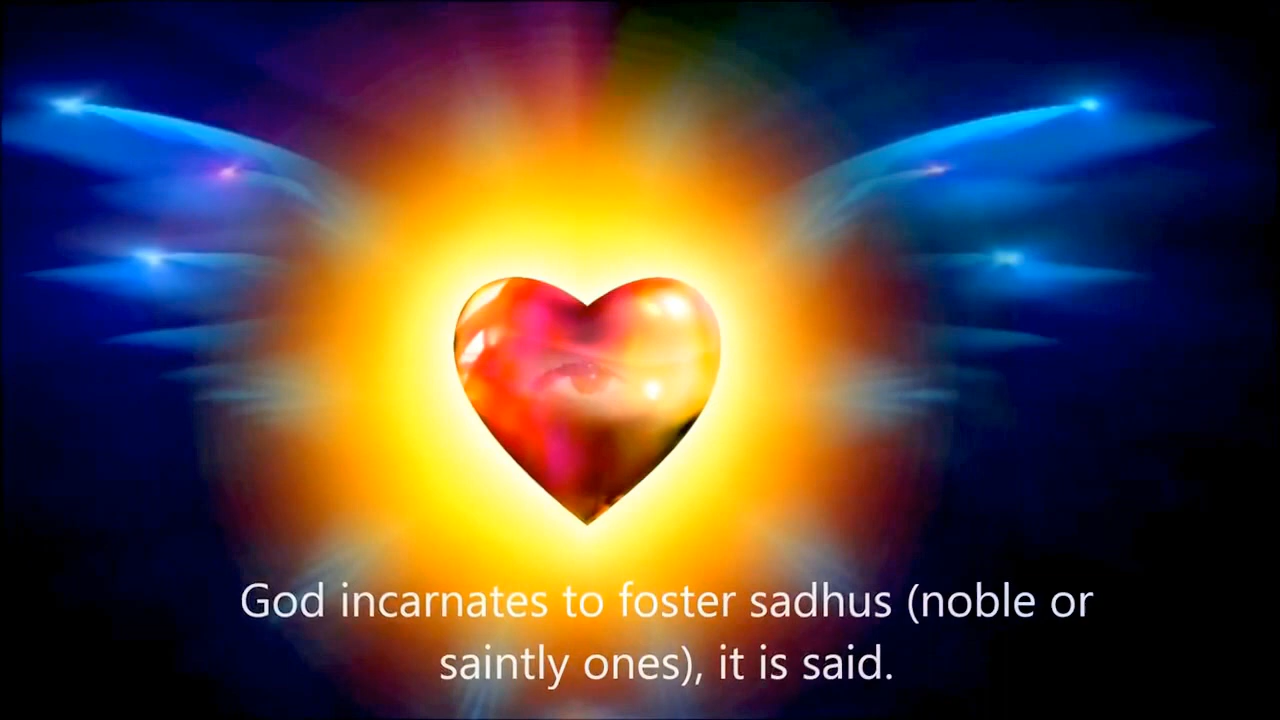 God incarnates to foster sadhus (noble or
saintly ones), it is said.